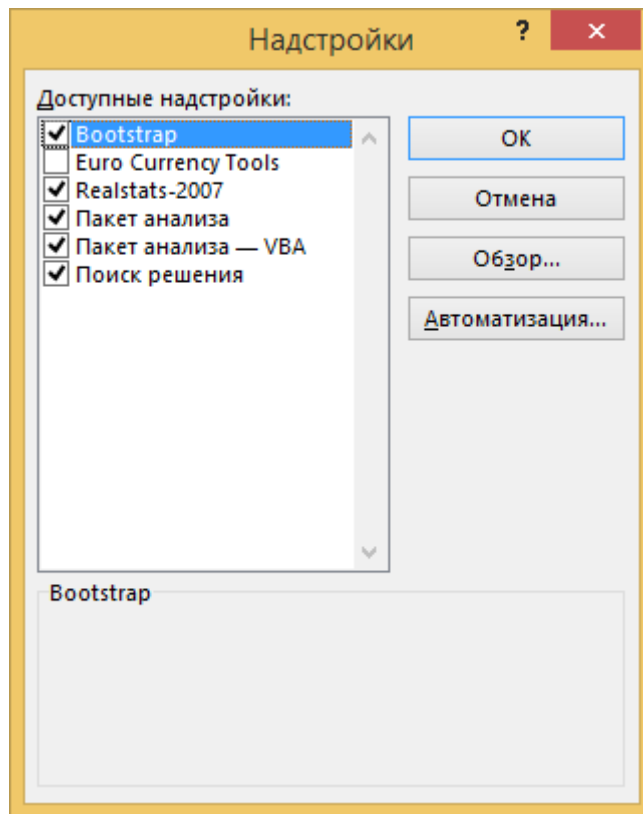 Надстройки
?
×
Доступные надстройки:
Bootstrap
Euro Currency Tools
Realstats-2007
Пакет анализа
Пакет анализа — VBA
Поиск решения
ОК
Отмена
Обзор...
Автоматизация...
Bootstrap